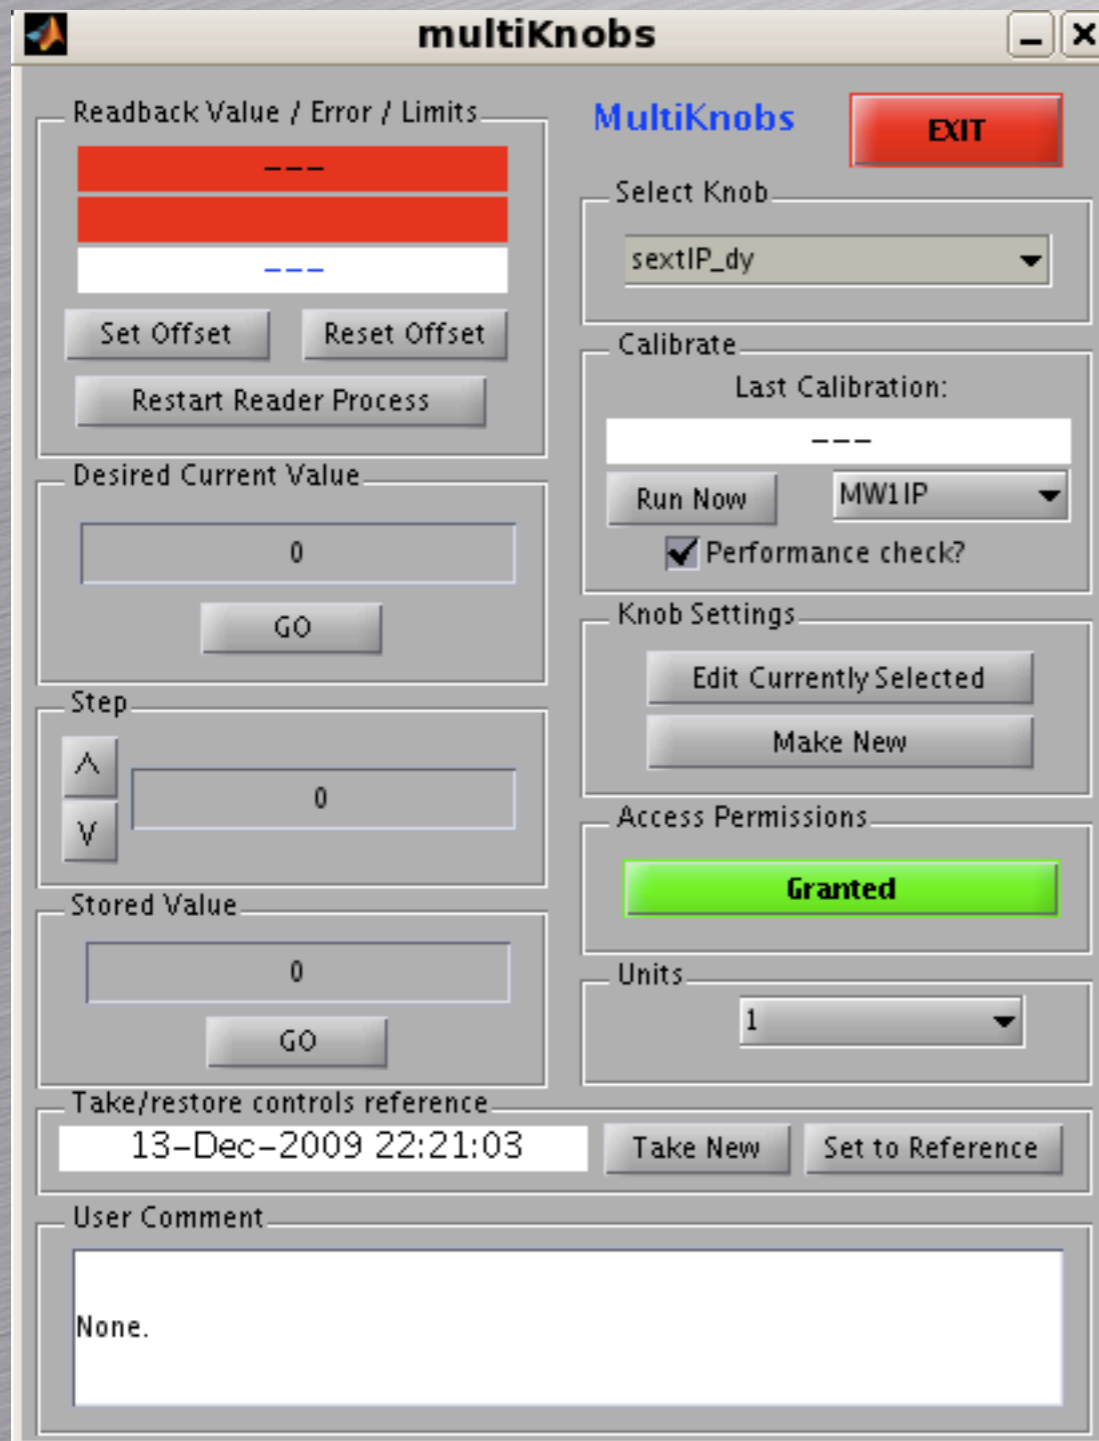 multiKnobs
Readback Value / Error / Limits
---
---
Set Offset
Reset Offset
Restart Reader Process
Desired Current Value
0
GO
Step
^
0
v
Stored Value
0
GO
MultiKnobs
EXIT
Select Knob
sextIP_dy
Calibrate
Last Calibration:
---
Run Now
MW1IP
Performance check?
Knob Settings
Edit Currently Selected
Make New
Access Permissions
Granted
Units
1
Take/restore controls reference
13-Dec-2009 22:21:03
Take New
Set to Reference
User Comment
None.